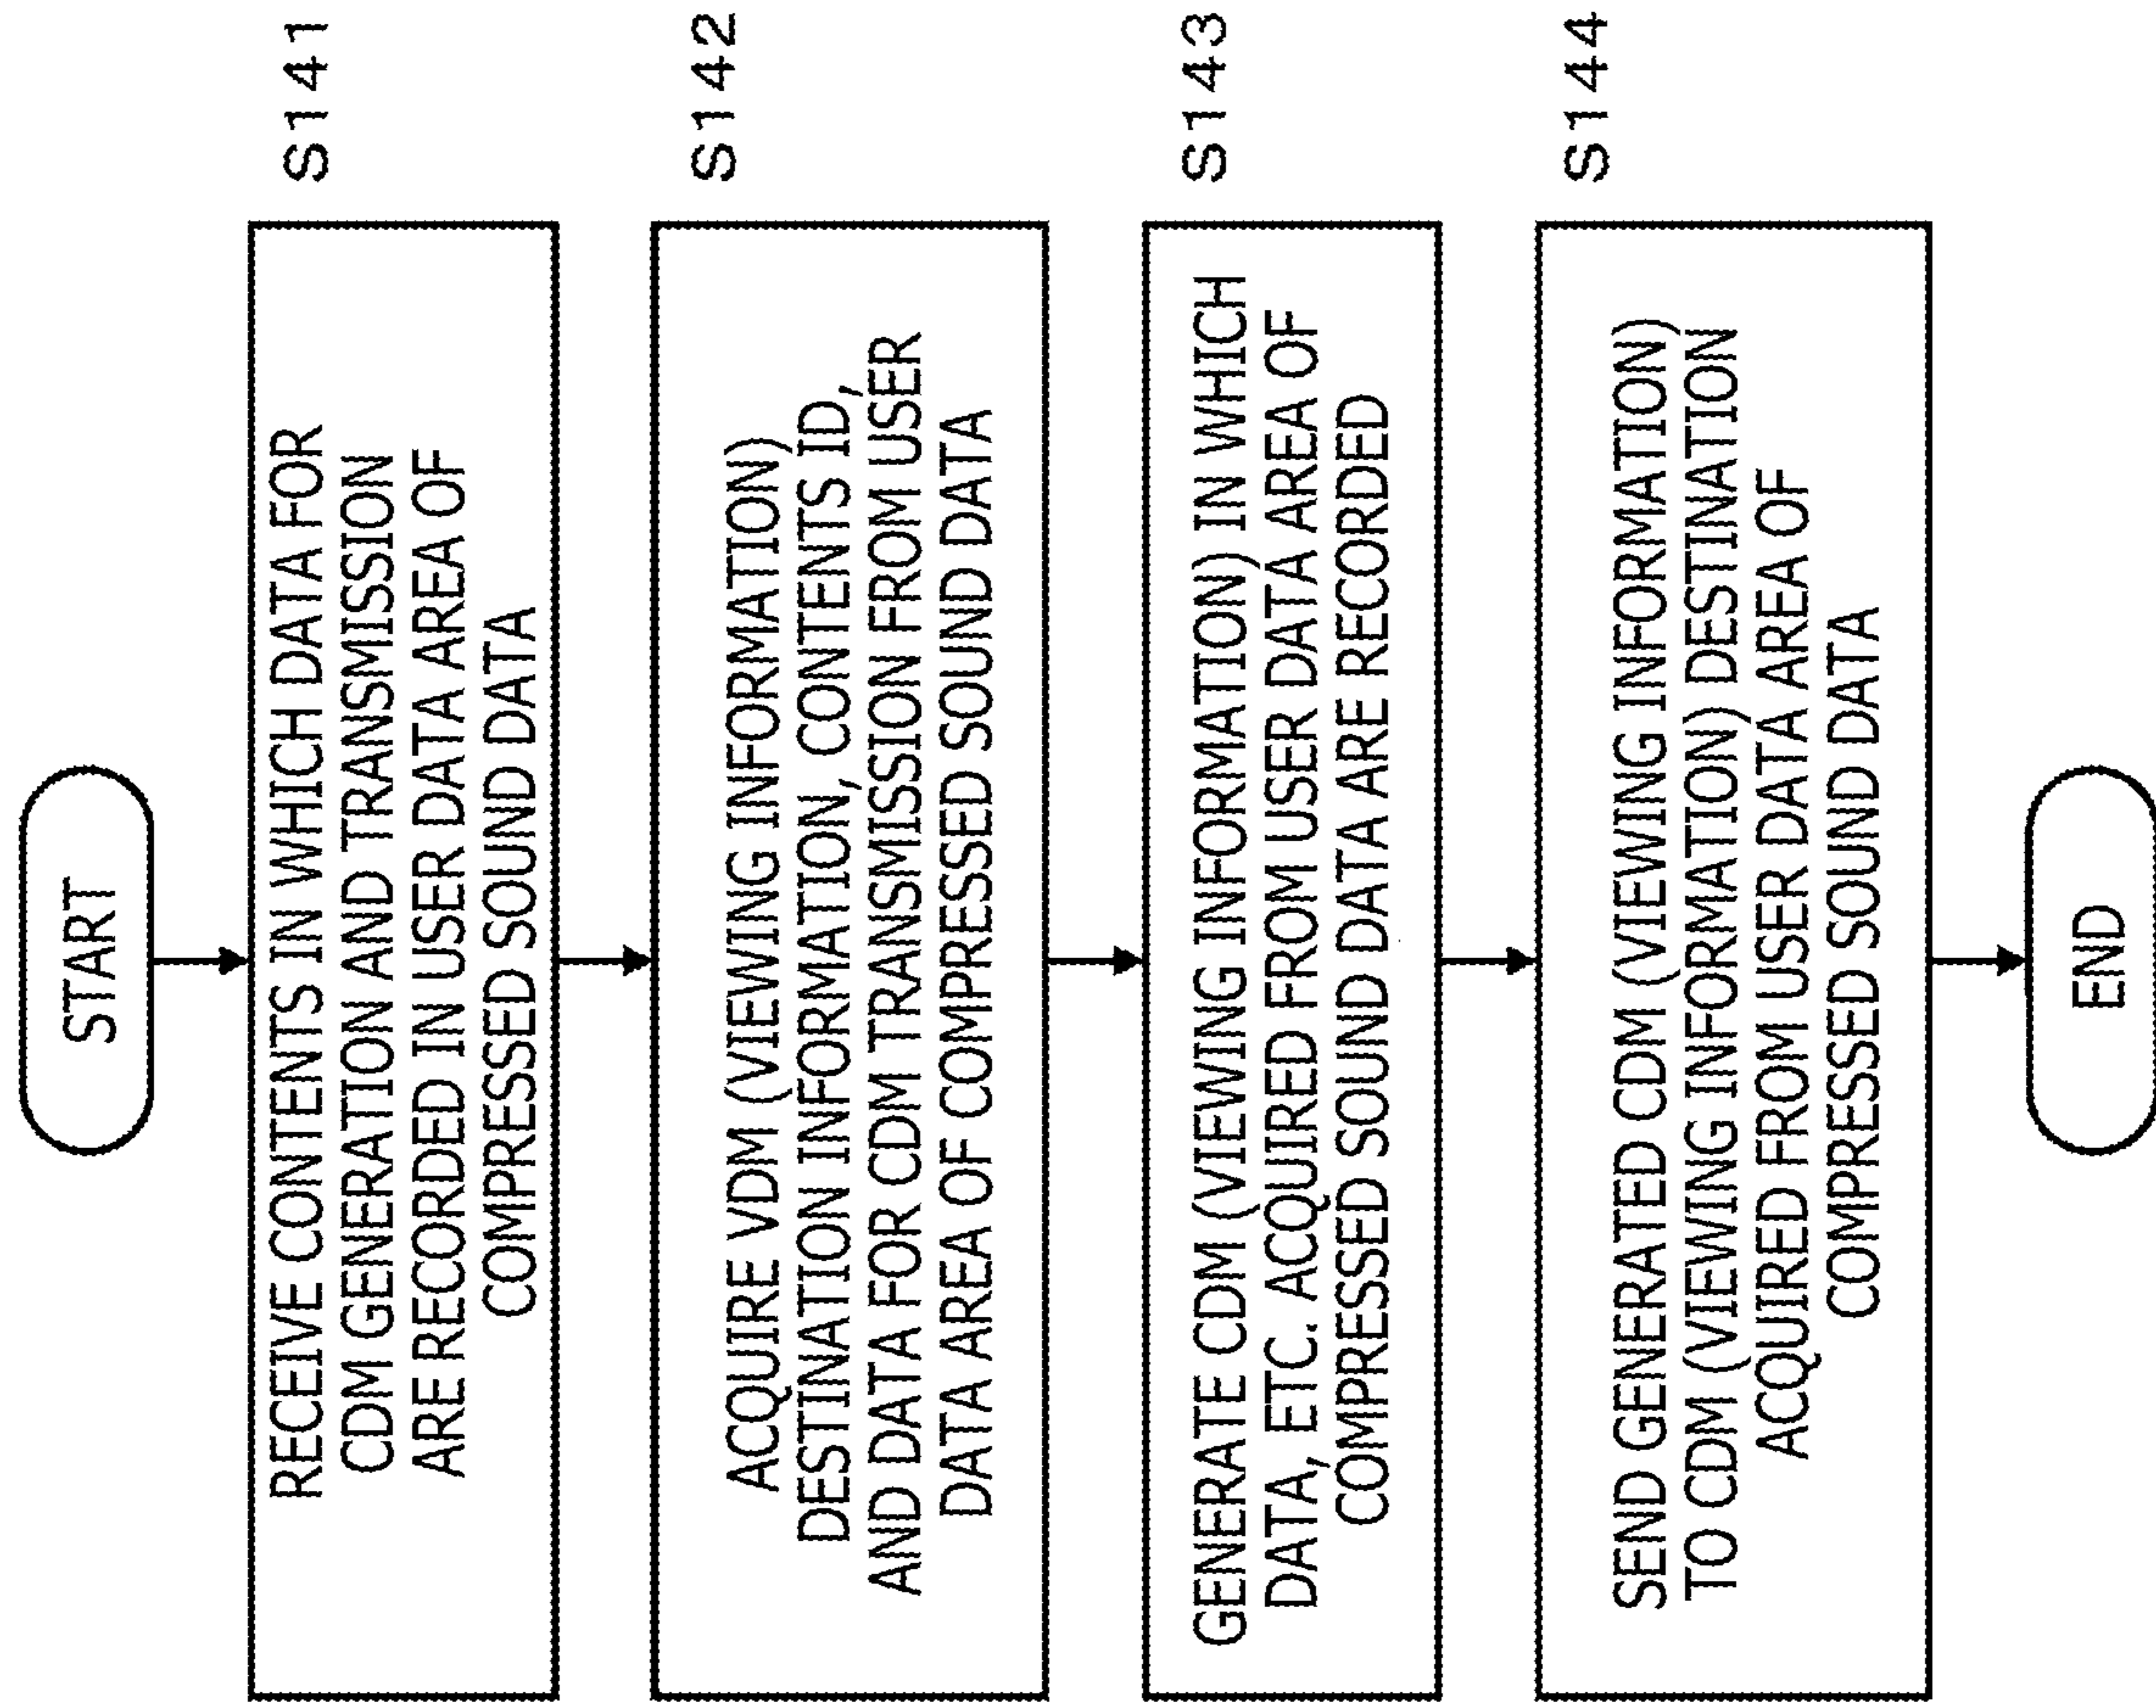 START
S141
RECEIVE CONTENTS IN WHICH DATA FOR
CDM GENERATION AND TRANSMISSION
ARE RECORDED IN USER DATA AREA OF
COMPRESSED SOUND DATA
S142
ACQUIRE VDM (VIEWING INFORMATION)
DESTINATION INFORMATION, CONTENTS ID,
AND DATA FOR CDM TRANSMISSION FROM USER
DATA AREA OF COMPRESSED SOUND DATA
S143
GENERATE CDM (VIEWING INFORMATION) IN WHICH
DATA, ETC. ACQUIRED FROM USER DATA AREA OF
COMPRESSED SOUND DATA ARE RECORDED
S144
SEND GENERATED CDM (VIEWING INFORMATION)
TO CDM (VIEWING INFORMATION) DESTINATION
ACQUIRED FROM USER DATA AREA OF
COMPRESSED SOUND DATA
END